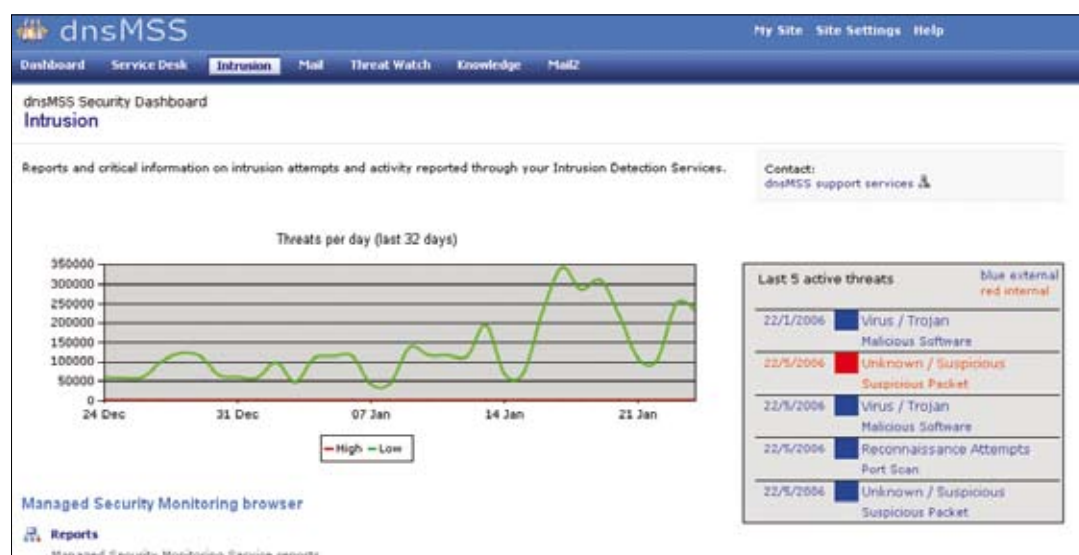 dnsMSS
My Site Site Settings Help
Dashboard Service Desk Intrusion Mail Threat Watch Knowledge Mail2
dnsMSS Security Dashboard
Intrusion
Reports and critical information on intrusion attempts and activity reported through your Intrusion Detection Services.
Contact:
dnsMSS support services
Threats per day (last 32 days)
350000
300000
250000
200000
150000
100000
50000
0
24 Dec 31 Dec 07 Jan 14 Jan 21 Jan
High Low
Last 5 active threats
blue external
red internal
22/1/2006 Virus / Trojan
Malicious Software
22/5/2006 Unknown / Suspicious
Suspicious Packet
22/5/2006 Virus / Trojan
Malicious Software
22/5/2006 Reconnaissance Attempts
Port Scan
22/5/2006 Unknown / Suspicious
Suspicious Packet
Managed Security Monitoring browser
Reports
Managed Security Monitoring Service reports